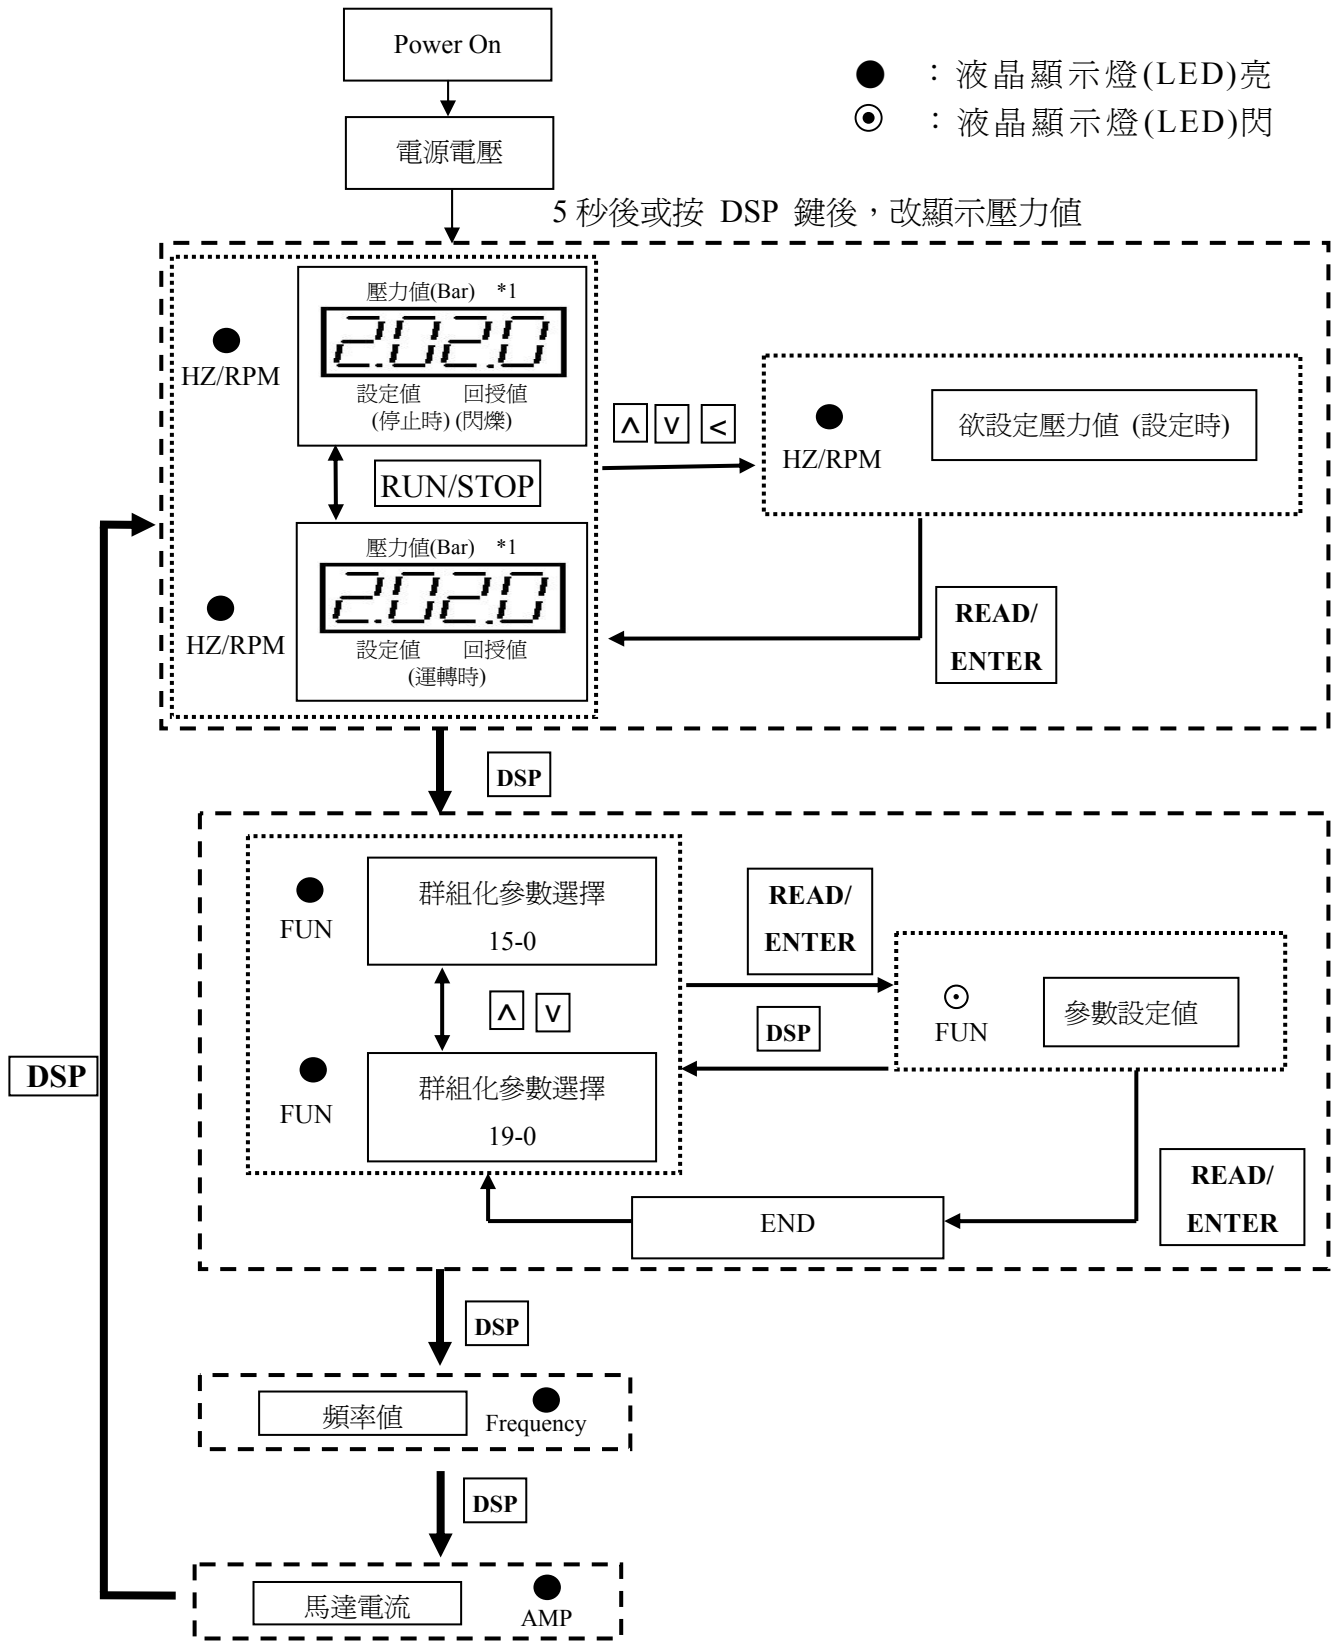 Power On
●：液晶顯示燈(LED)亮
⊙：液晶顯示燈(LED)閃
電源電壓
5 秒後或按 DSP 鍵後，改顯示壓力值
壓力值(Bar) *1
2.02.0
HZ/RPM
設定值 回授值
(停止時) (閃爍)
∧ ∨ <
欲設定壓力值 (設定時)
HZ/RPM
RUN/STOP
壓力值(Bar) *1
2.02.0
HZ/RPM
設定值 回授值
(運轉時)
READ/
ENTER
DSP
群組化參數選擇
15-0
FUN
READ/
ENTER
∧ ∨
DSP
參數設定值
FUN
群組化參數選擇
19-0
FUN
DSP
READ/
ENTER
END
DSP
頻率值
Frequency
DSP
馬達電流
AMP